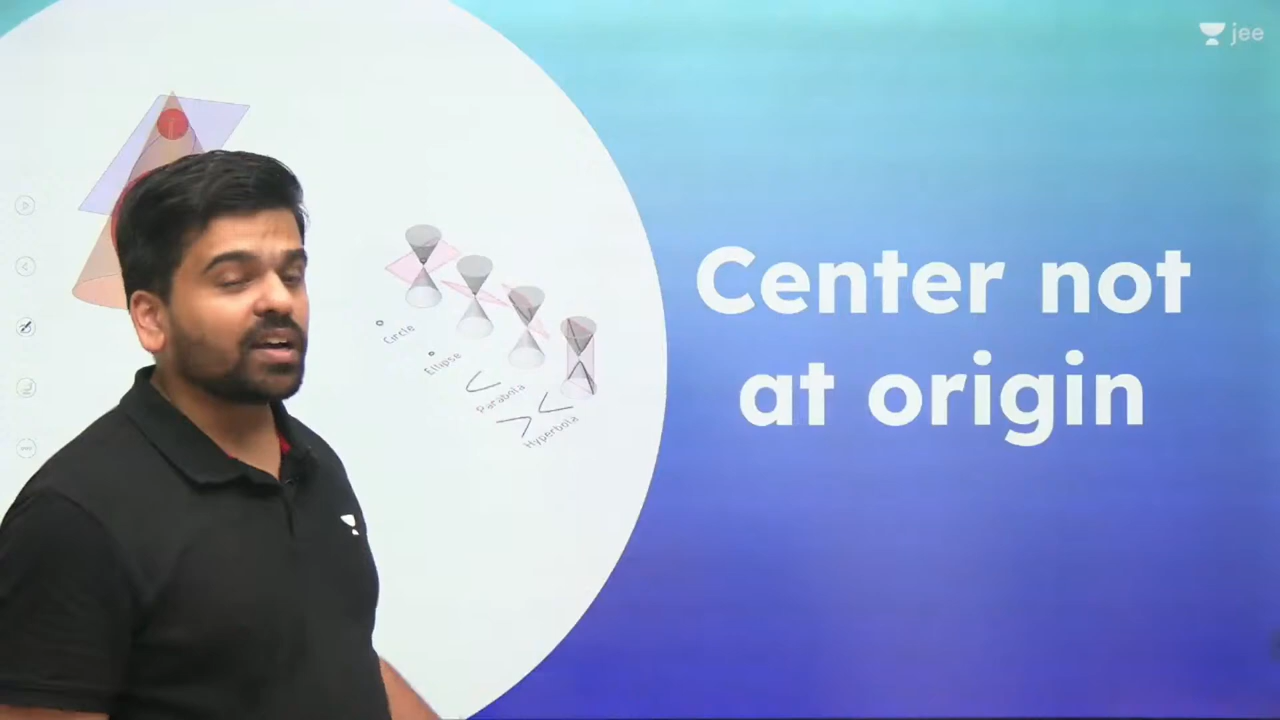 jee
Center not
at origin
Circle
Ellipse
Parabola
Hyperbola